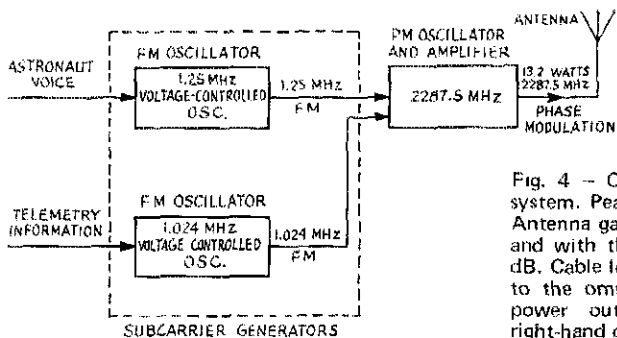 ANTENNA
FM OSCILLATOR
PM OSCILLATOR
AND AMPLIFIER
ASTRONAUT
VOICE
1.25 MHz
VOLTAGE-CONTROLLED
OSC.
1.25 MHz
FM
2287.5 MHz
13.2 WATTS
2287.5 MHz
PHASE
MODULATION
FM OSCILLATOR
TELEMETRY
INFORMATION
1.024 MHz
VOLTAGE CONTROLLED
OSC.
1.024 MHz
FM
SUBCARRIER GENERATORS
Fig. 4 –
system. Pea
Antenna ga
and with th
dB. Cable
to the om
power out
right-hand